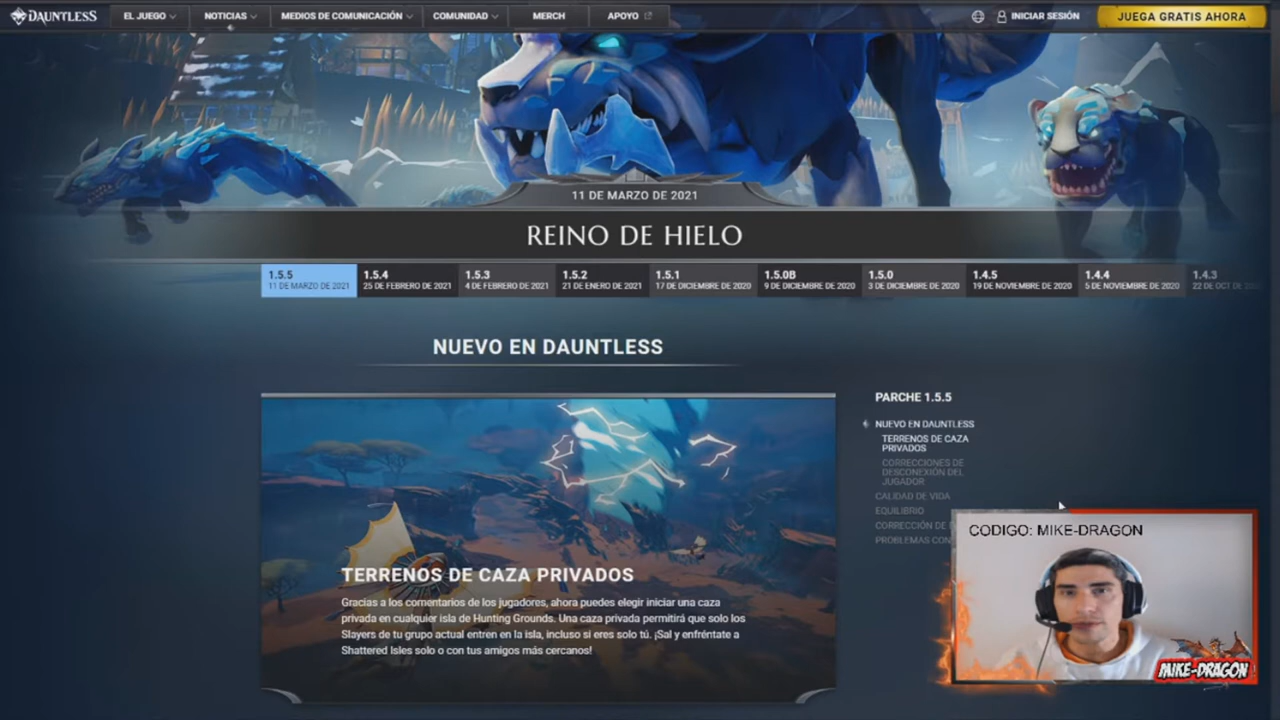 DAUNTLESS
EL JUEGO
NOTICIAS
MEDIOS DE COMUNICACIÓN
COMUNIDAD
MERCH
APOYO
INICIAR SESIÓN
JUEGA GRATIS AHORA
11 DE MARZO DE 2021
REINO DE HIELO
1.5.5
11 DE MARZO DE 2021
1.5.4
25 DE FEBRERO DE 2021
1.5.3
4 DE FEBRERO DE 2021
1.5.2
21 DE ENERO DE 2021
1.5.1
17 DE DICIEMBRE DE 2020
1.5.0B
9 DE DICIEMBRE DE 2020
1.5.0
3 DE DICIEMBRE DE 2020
1.4.5
19 DE NOVIEMBRE DE 2020
1.4.4
5 DE NOVIEMBRE DE 2020
1.4.3
22 DE OCT DE
NUEVO EN DAUNTLESS
TERRENOS DE CAZA PRIVADOS
Gracias a los comentarios de los jugadores, ahora puedes elegir iniciar una caza
privada en cualquier isla de Hunting Grounds. Una caza privada permitirá que solo los
Slayers de tu grupo actual entren en la isla, incluso si eres solo tú. ¡Sal y enfréntate a
Shattered Isles solo o con tus amigos más cercanos!
PARCHE 1.5.5
NUEVO EN DAUNTLESS
TERRENOS DE CAZA
PRIVADOS
CORRECCIONES DE
DESCONEXIÓN DEL
JUGADOR
CALIDAD DE VIDA
EQUILIBRIO
CORRECCIÓN DE
PROBLEMAS CON
CODIGO: MIKE-DRAGON
MIKE-DRAGON